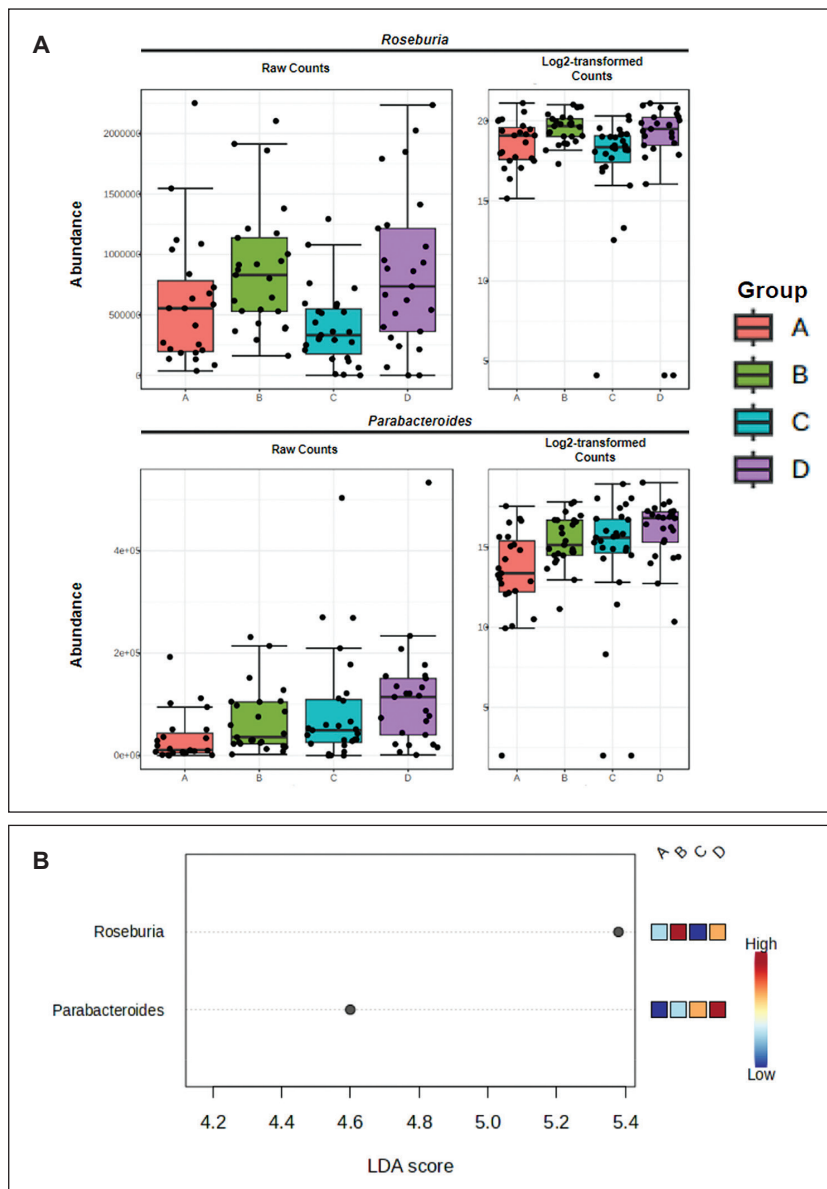 A
Roseburia
Raw Counts
Log2-transformed
Counts
Abundance
2000000
1500000
1000000
500000
0
A
B
C
D
20
15
10
5
A
B
C
D
Group
A
B
C
D
Parabacteroides
Raw Counts
Log2-transformed
Counts
Abundance
4e+05
2e+05
0e+00
A
B
C
D
15
10
5
A
B
C
D
B
A
B
C
D
Roseburia
Parabacteroides
High
Low
4.2
4.4
4.6
4.8
5.0
5.2
5.4
LDA score